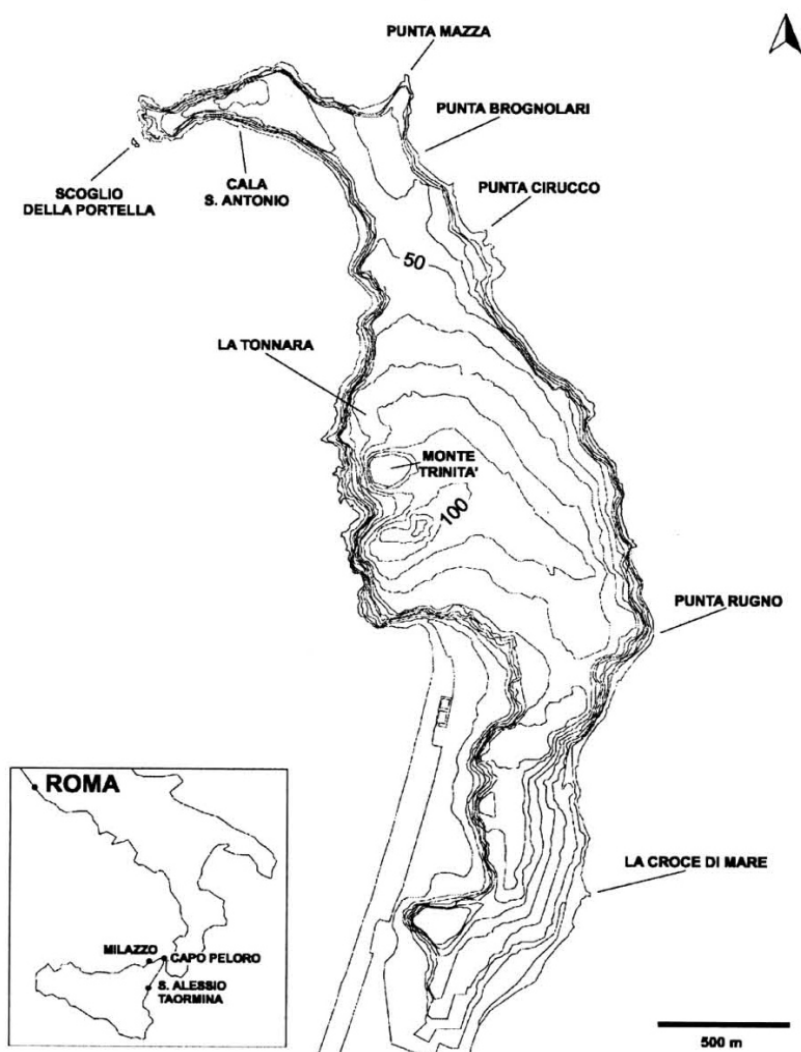 PUNTA MAZZA
PUNTA BROGNOLARI
PUNTA CIRUCCO
SCOGLIO
DELLA PORTELLA
CALA
S. ANTONIO
50
LA TONNARA
MONTE
TRINITA'
100
PUNTA RUGNO
ROMA
LA CROCE DI MARE
MILAZZO
CAPO PELORO
S. ALESSIO
TAORMINA
500 m